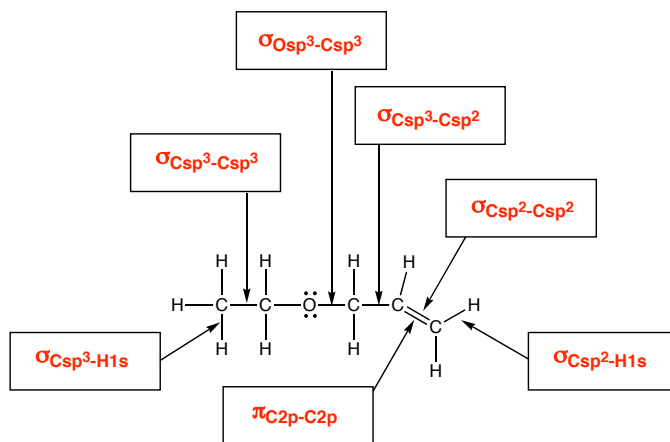 σOsp³-Csp³
σCsp³-Csp²
σCsp³-Csp³
σCsp²-Csp²
H H H H
H C C O C C H
H H H C
σCsp³-H1s
H
σCsp²-H1s
πC2p-C2p